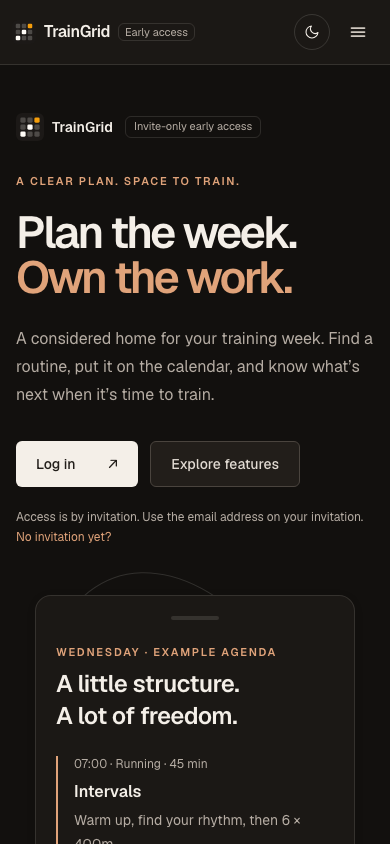 TrainGrid Early access
TrainGrid Invite-only early access
A CLEAR PLAN. SPACE TO TRAIN.
Plan the week.
Own the work.
A considered home for your training week. Find a
routine, put it on the calendar, and know what’s
next when it’s time to train.
Log in Explore features
Access is by invitation. Use the email address on your invitation.
No invitation yet?
WEDNESDAY · EXAMPLE AGENDA
A little structure.
A lot of freedom.
07:00 · Running · 45 min
Intervals
Warm up, find your rhythm, then 6 ×
400m